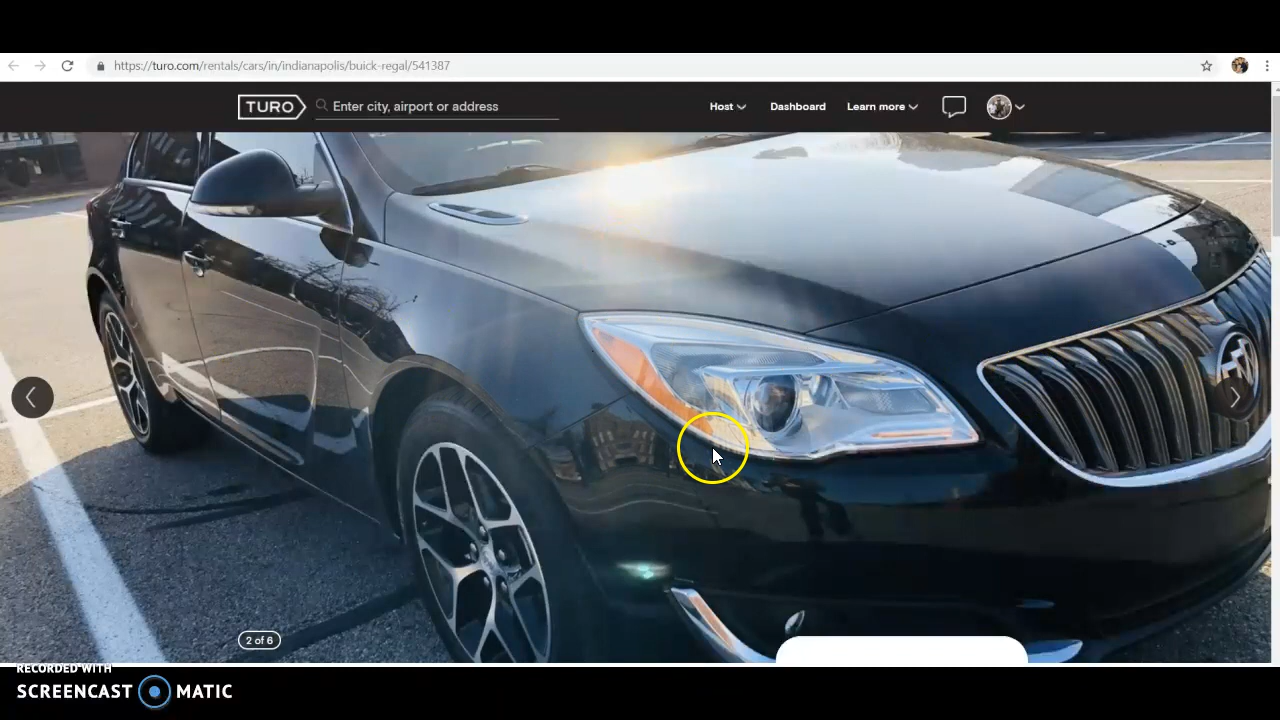 https://turo.com/rentals/cars/in/indianapolis/buick-regal/541387
TURO
Enter city, airport or address
Host
Dashboard
Learn more
2 of 6
RECORDED WITH
SCREENCAST MATIC